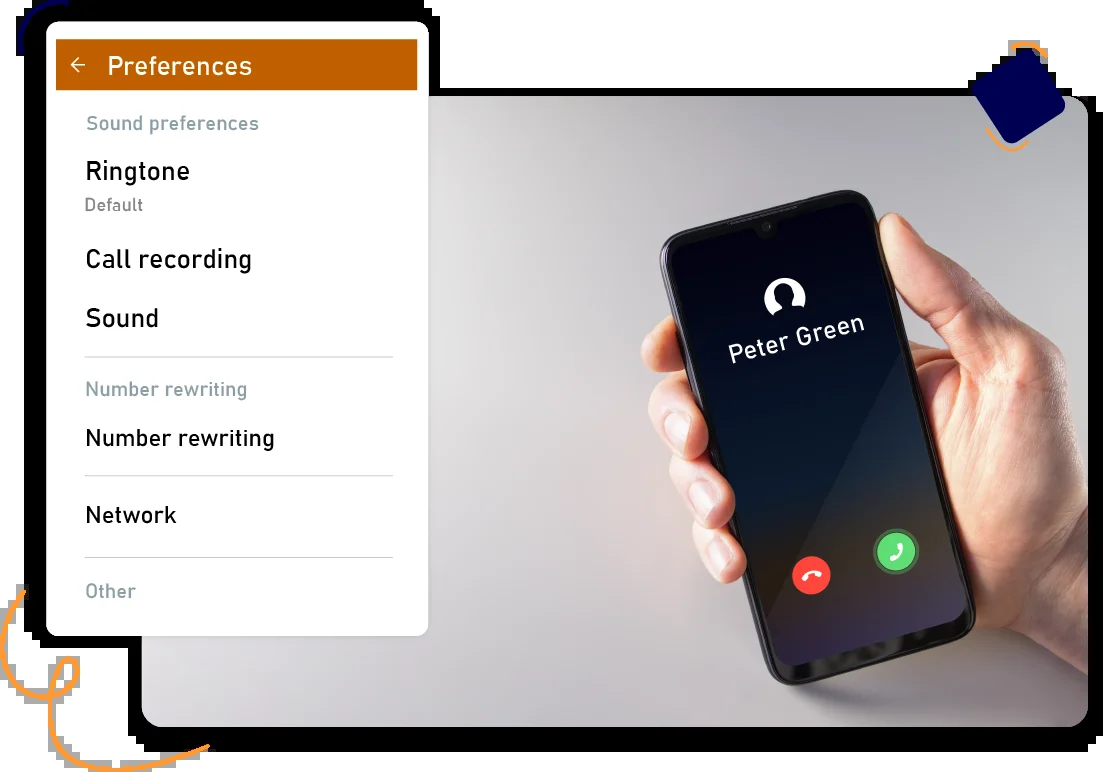 Preferences
Sound preferences
Ringtone
Default
Call recording
Sound
Number rewriting
Number rewriting
Network
Other
Peter Green